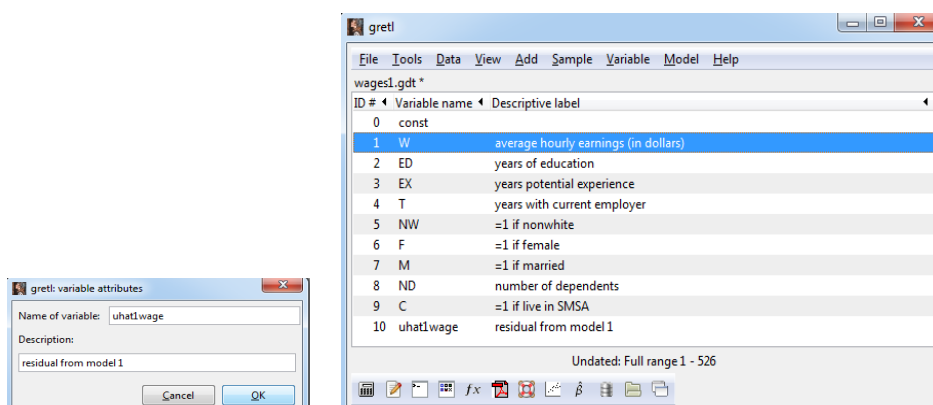 gretl: variable attributes
Name of variable: uhat1wage
Description:
residual from model 1
Cancel OK
gretl
File Tools Data View Add Sample Variable Model Help
wages1.gdt *
ID # Variable name Descriptive label
0 const
1 W average hourly earnings (in dollars)
2 ED years of education
3 EX years potential experience
4 T years with current employer
5 NW =1 if nonwhite
6 F =1 if female
7 M =1 if married
8 ND number of dependents
9 C =1 if live in SMSA
10 uhat1wage residual from model 1
Undated: Full range 1 - 526
fx β̂